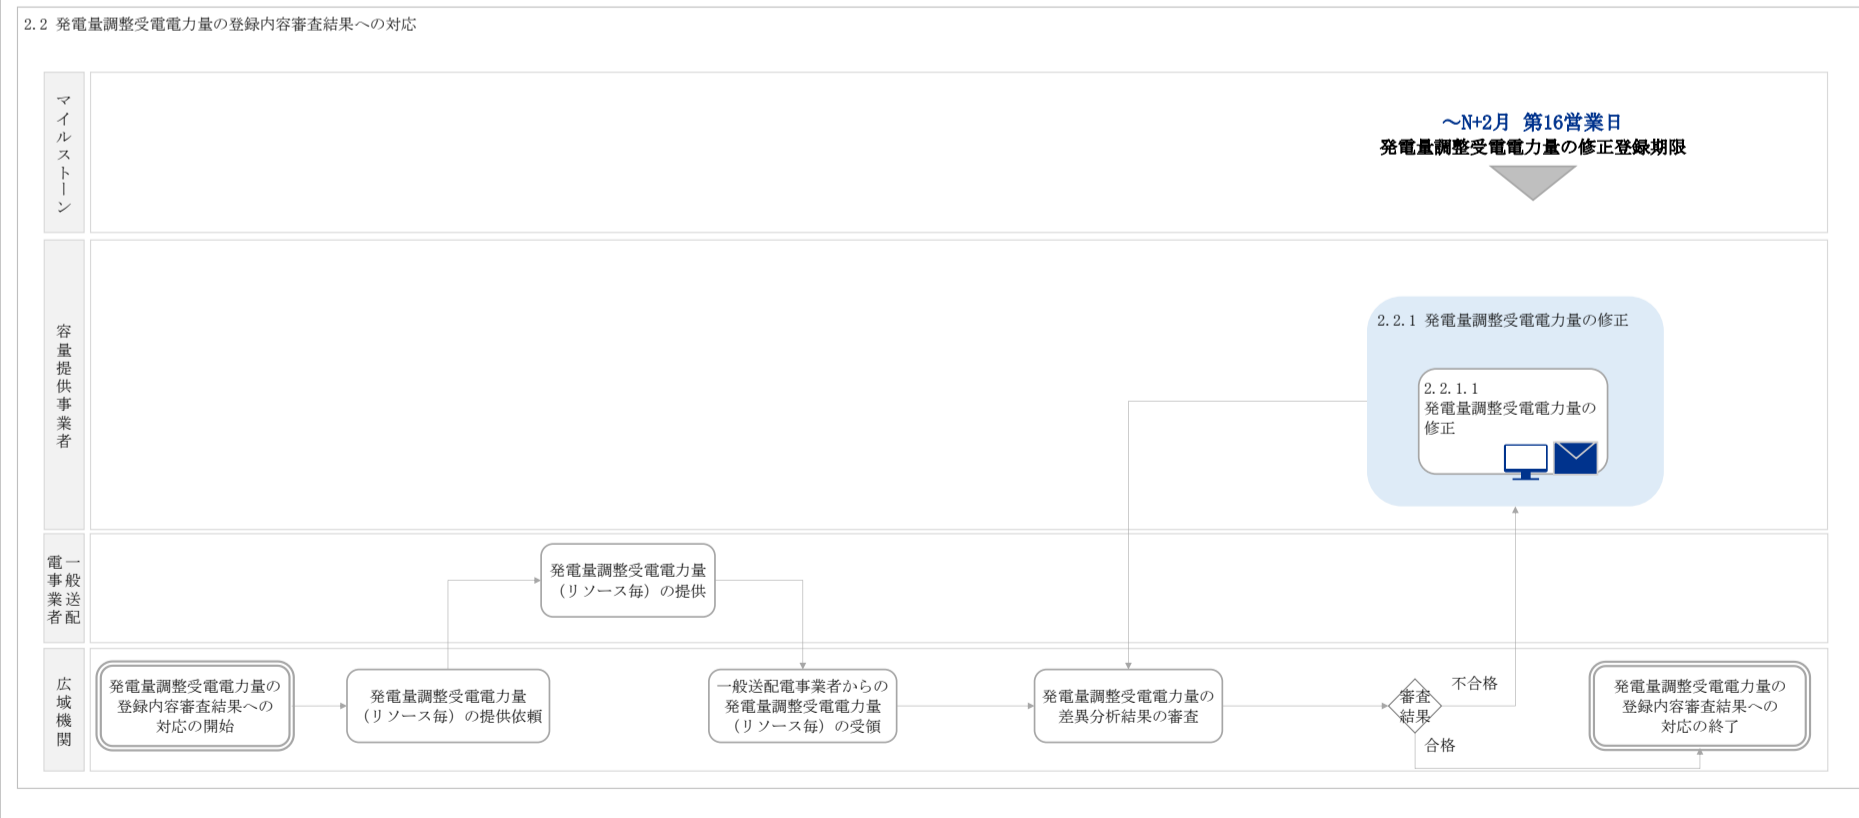 2.2 発電量調整受電電力量の登録内容審査結果への対応
マイルストーン
～N+2月 第16営業日
発電量調整受電電力量の修正登録期限
容量提供事業者
2.2.1 発電量調整受電電力量の修正
2.2.1.1
発電量調整受電電力量の
修正
一般送配
電事業者
発電量調整受電電力量
（リソース毎）の提供
広域機関
発電量調整受電電力量の
登録内容審査結果への
対応の開始
発電量調整受電電力量
（リソース毎）の提供依頼
一般送配電事業者からの
発電量調整受電電力量
（リソース毎）の受領
発電量調整受電電力量の
差異分析結果の審査
審査
結果
不合格
合格
発電量調整受電電力量の
登録内容審査結果への
対応の終了